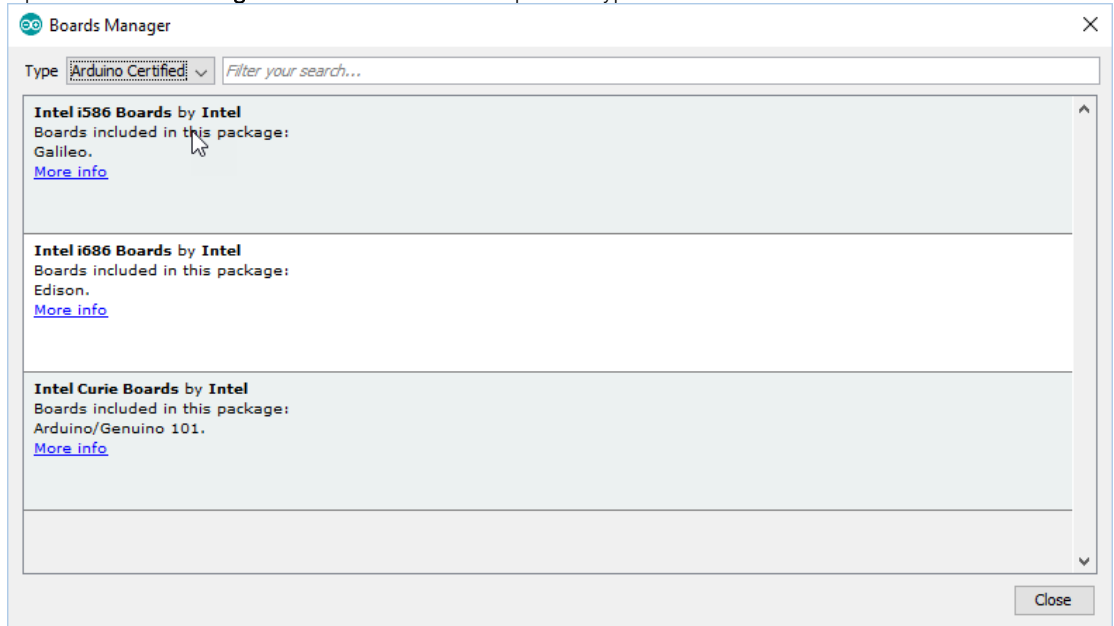 Boards Manager
Type Arduino Certified Filter your search...
Intel i586 Boards by Intel
Boards included in this package:
Galileo.
More info
Intel i686 Boards by Intel
Boards included in this package:
Edison.
More info
Intel Curie Boards by Intel
Boards included in this package:
Arduino/Genuino 101.
More info
Close